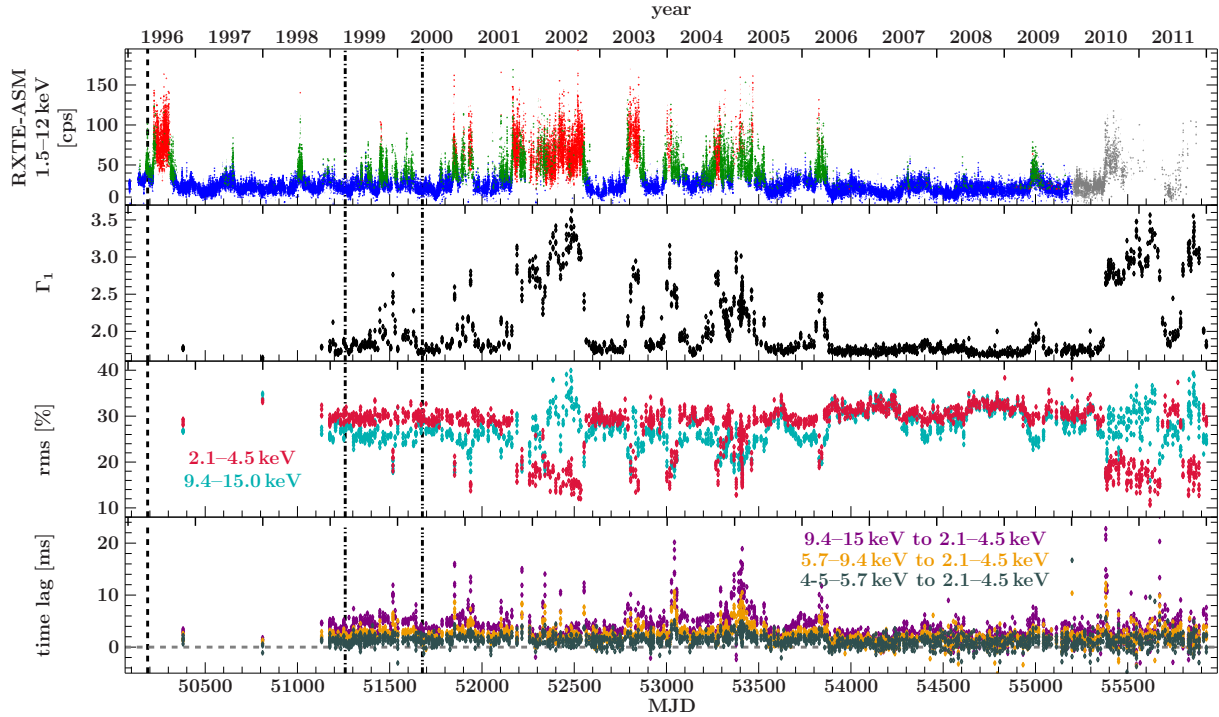 year
1996 1997 1998 1999 2000 2001 2002 2003 2004 2005 2006 2007 2008 2009 2010 2011
RXTE-ASM
1.5–12 keV
[cps]
150
100
50
0
Γ1
3.5
3.0
2.5
2.0
rms [%]
40
30
20
10
2.1–4.5 keV
9.4–15.0 keV
time lag [ms]
20
10
0
9.4–15 keV to 2.1–4.5 keV
5.7–9.4 keV to 2.1–4.5 keV
4-5–5.7 keV to 2.1–4.5 keV
50500 51000 51500 52000 52500 53000 53500 54000 54500 55000 55500
MJD